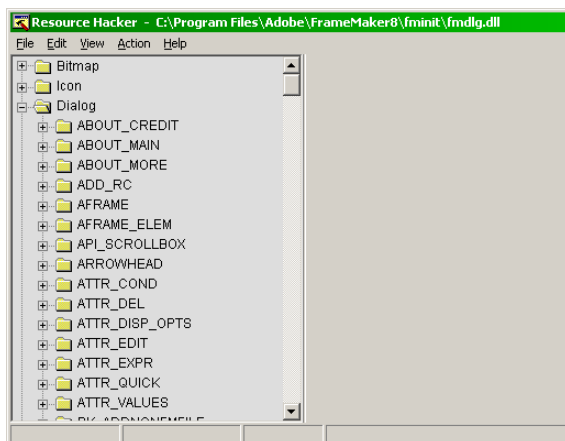 Resource Hacker - C:\Program Files\Adobe\FrameMaker8\fminit\fmdlg.dll
File Edit View Action Help
Bitmap
Icon
Dialog
ABOUT_CREDIT
ABOUT_MAIN
ABOUT_MORE
ADD_RC
AFRAME
AFRAME_ELEM
API_SCROLLBOX
ARROWHEAD
ATTR_COND
ATTR_DEL
ATTR_DISP_OPTS
ATTR_EDIT
ATTR_EXPR
ATTR_QUICK
ATTR_VALUES